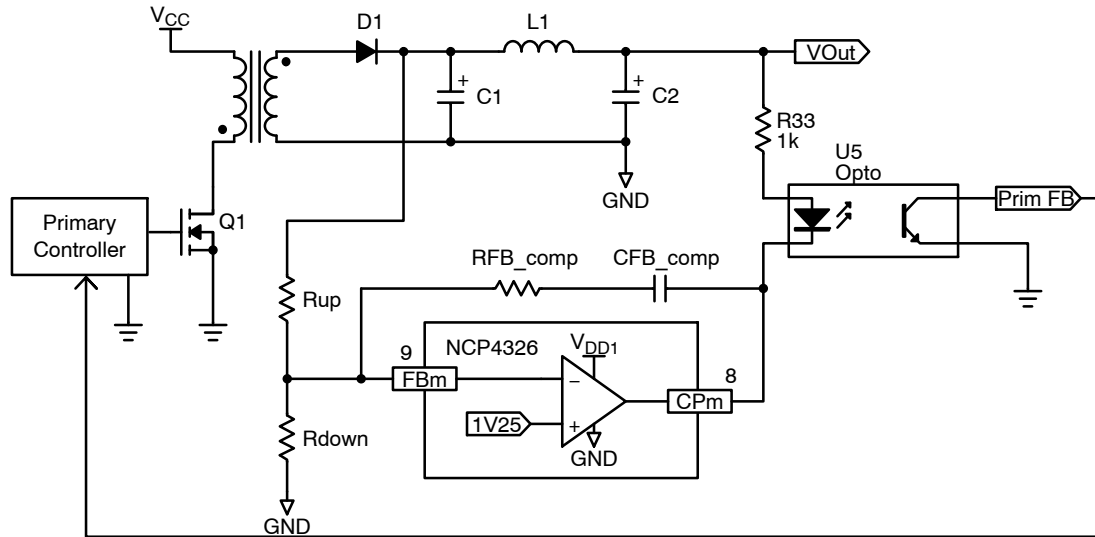 VCC
D1
L1
VOut
+
C1
+
C2
R33
1k
GND
U5
Opto
Prim FB
Primary
Controller
Q1
RFB_comp
CFB_comp
Rup
9
NCP4326
VDD1
8
FBm
−
CPm
1V25
+
Rdown
GND
GND